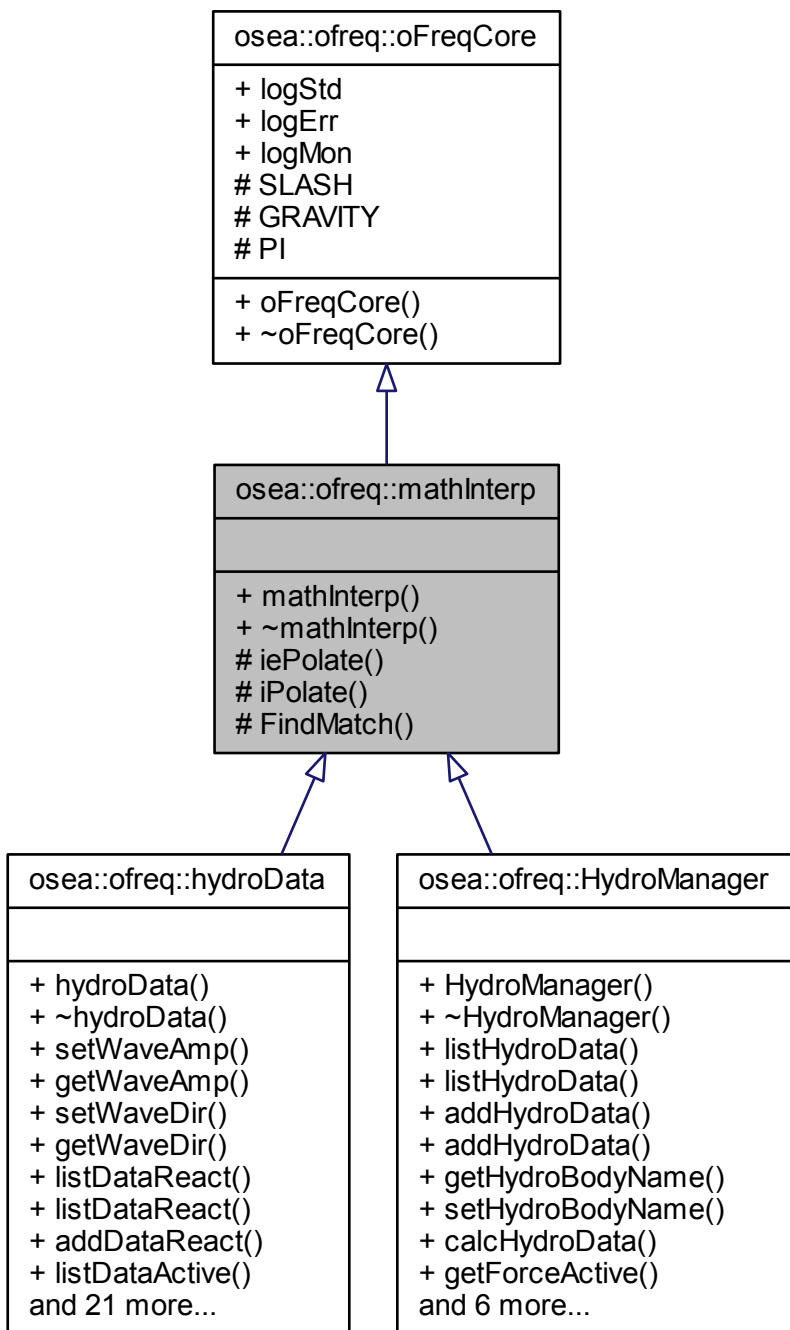 osea::ofreq::oFreqCore
+ logStd
+ logErr
+ logMon
# SLASH
# GRAVITY
# PI
+ oFreqCore()
+ ~oFreqCore()
osea::ofreq::mathInterp
+ mathInterp()
+ ~mathInterp()
# iePolate()
# iPolate()
# FindMatch()
osea::ofreq::hydroData
+ hydroData()
+ ~hydroData()
+ setWaveAmp()
+ getWaveAmp()
+ setWaveDir()
+ getWaveDir()
+ listDataReact()
+ listDataReact()
+ addDataReact()
+ listDataActive()
and 21 more...
osea::ofreq::HydroManager
+ HydroManager()
+ ~HydroManager()
+ listHydroData()
+ listHydroData()
+ addHydroData()
+ addHydroData()
+ getHydroBodyName()
+ setHydroBodyName()
+ calcHydroData()
+ getForceActive()
and 6 more...